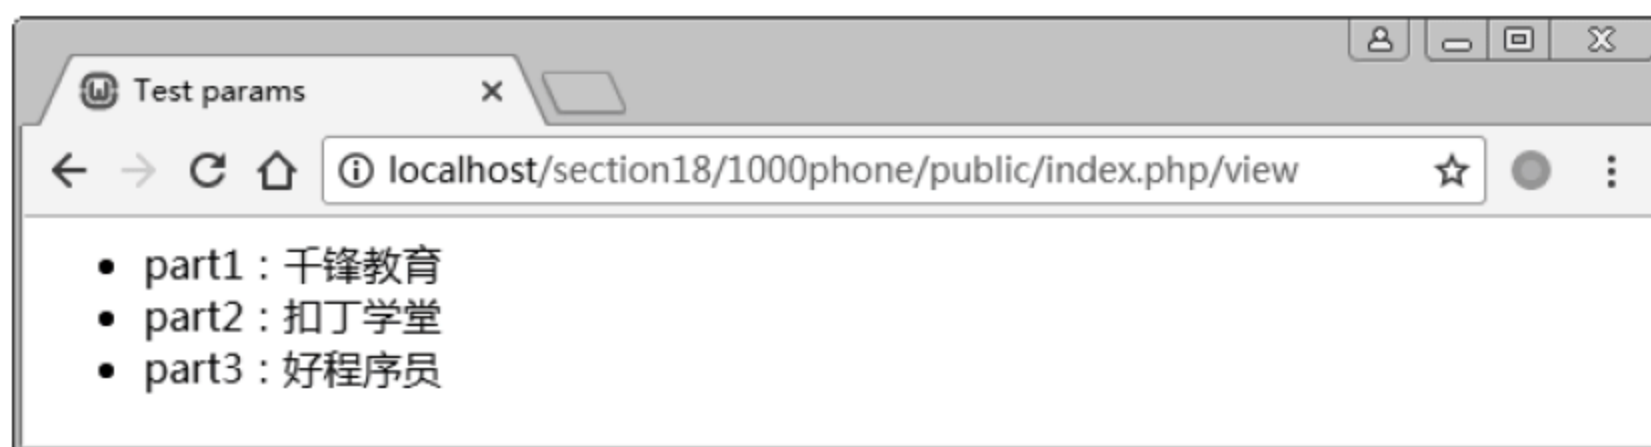 Test params
localhost/section18/1000phone/public/index.php/view
part1：千锋教育
part2：扣丁学堂
part3：好程序员